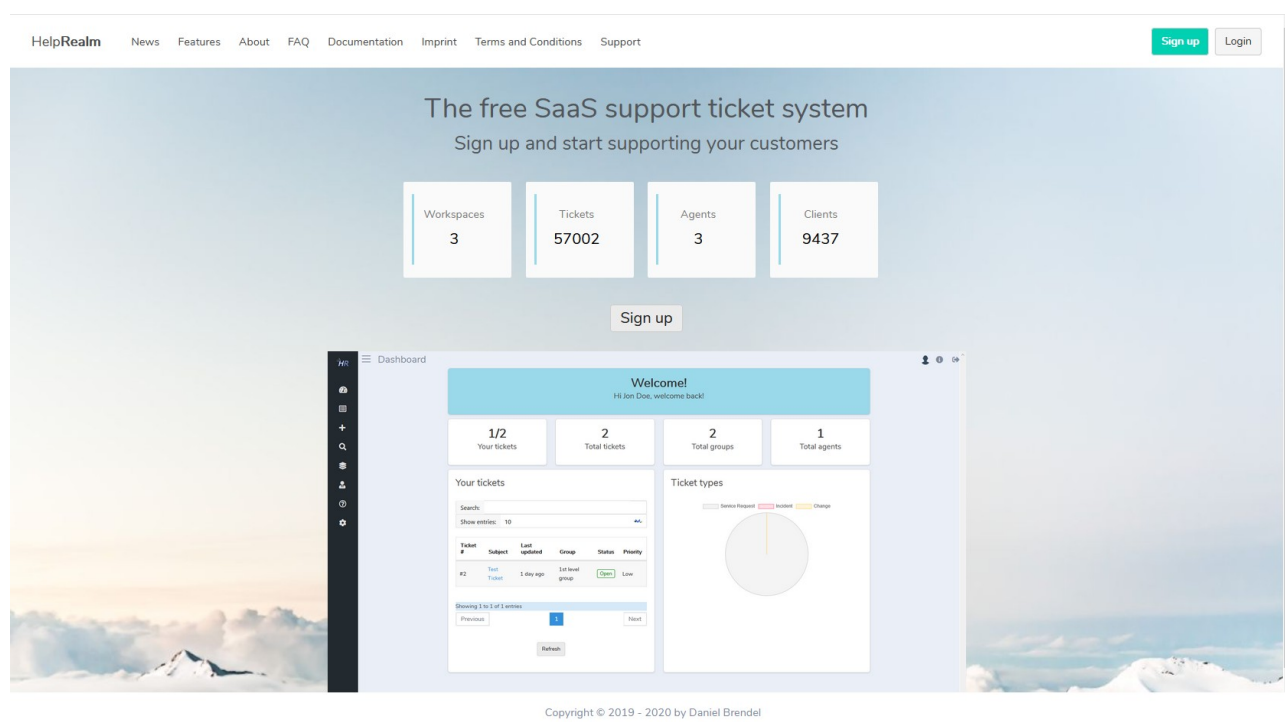 HelpRealm News Features About FAQ Documentation Imprint Terms and Conditions Support Sign up Login
The free SaaS support ticket system
Sign up and start supporting your customers
Workspaces Tickets Agents Clients
3 57002 3 9437
Sign up
HR Dashboard
Welcome!
Hi Jon Doe, welcome back!
1/2 2 2 1
Your tickets Total tickets Total groups Total agents
Your tickets Ticket types
Search:
Service Request Incident Change
Show entries: 10
Ticket # Subject Last updated Group Status Priority
#2 Test Ticket 1 day ago 1st level group Open Low
Showing 1 to 1 of 1 entries
Previous 1 Next
Refresh
Copyright © 2019 - 2020 by Daniel Brendel